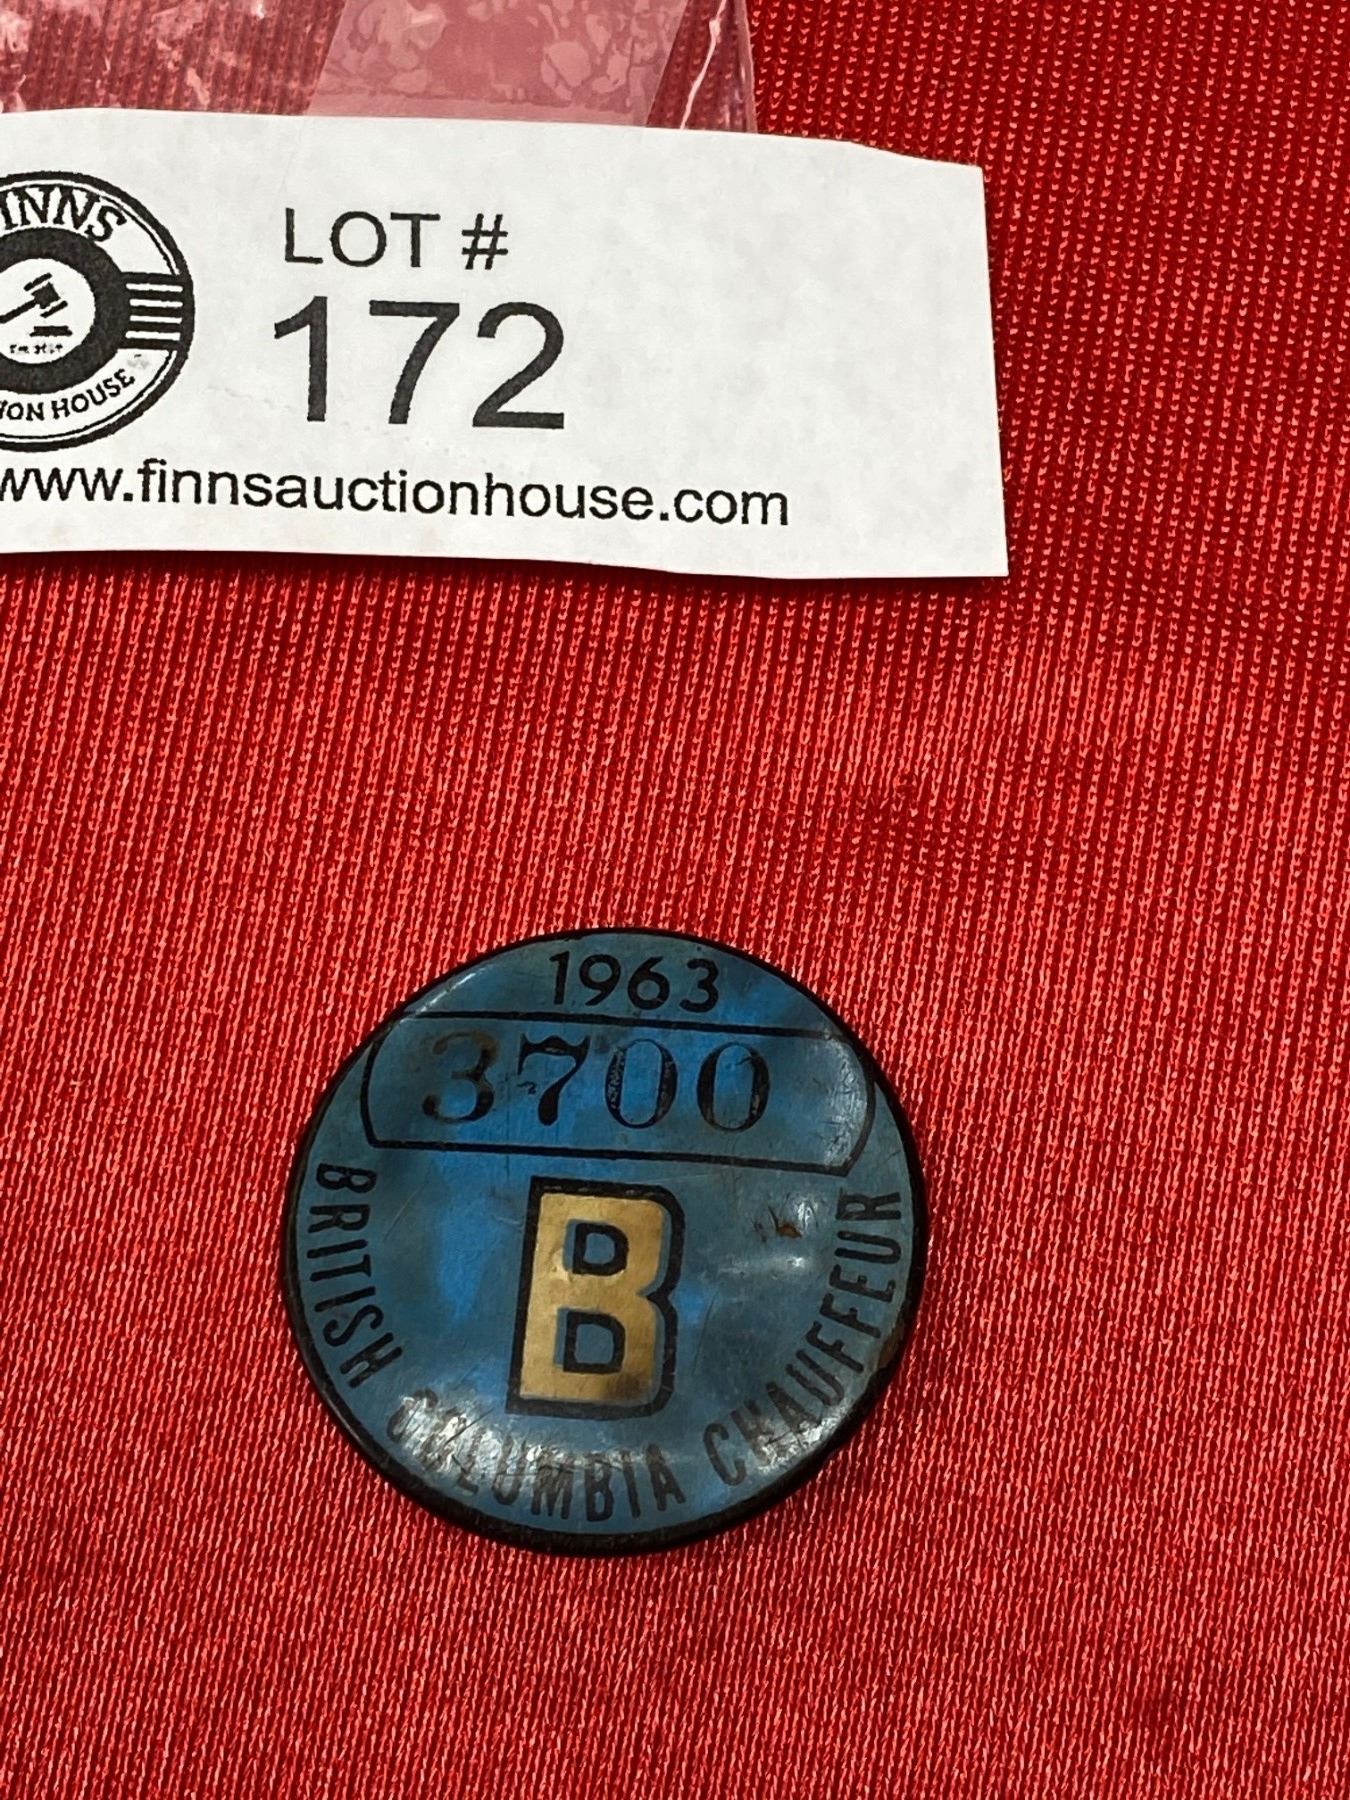 INNS
LOT #
172
ION HOUSE
www.finnsauctionhouse.com
1963
3700
B
BRITISH COLUMBIA CHAUFFEUR